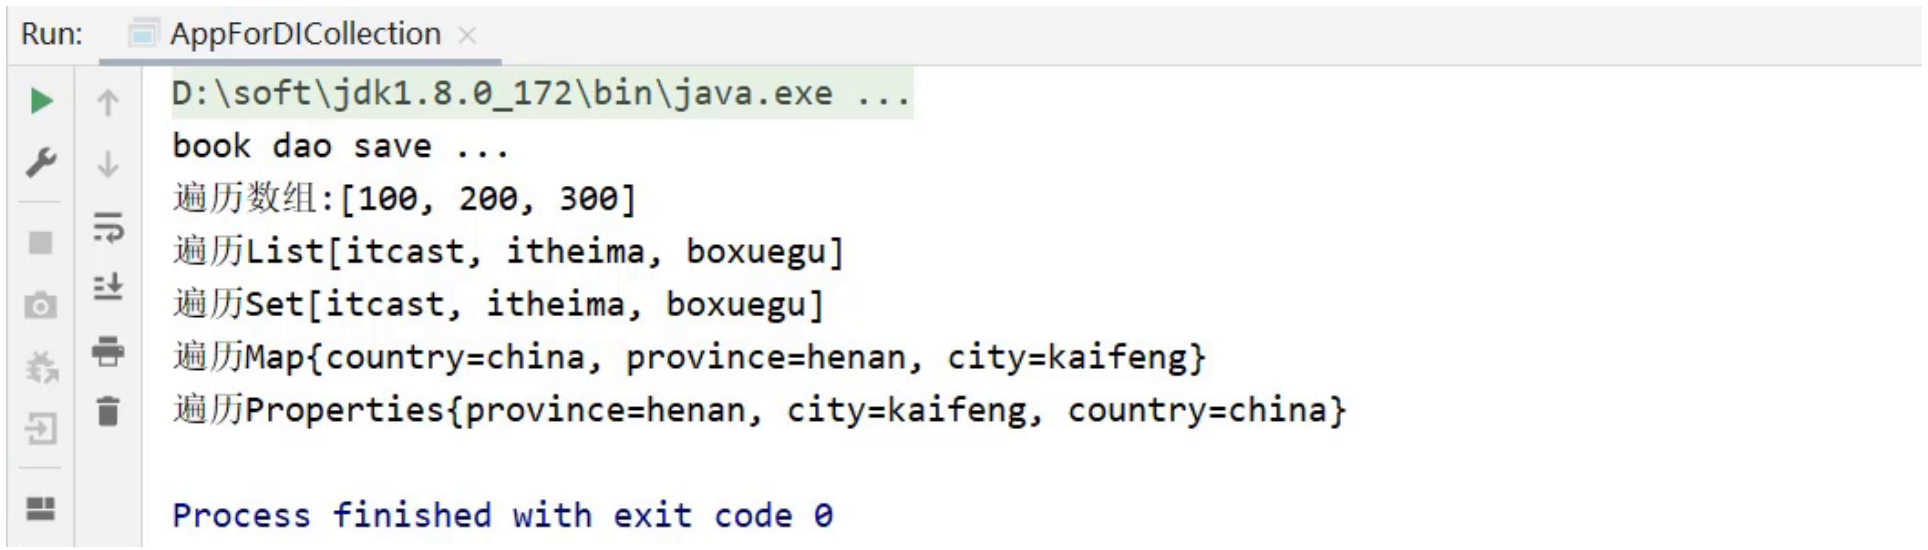 Run: AppForDICollection
D:\soft\jdk1.8.0_172\bin\java.exe ...
book dao save ...
遍历数组:[100, 200, 300]
遍历List[itcast, itheima, boxuegu]
遍历Set[itcast, itheima, boxuegu]
遍历Map{country=china, province=henan, city=kaifeng}
遍历Properties{province=henan, city=kaifeng, country=china}
Process finished with exit code 0